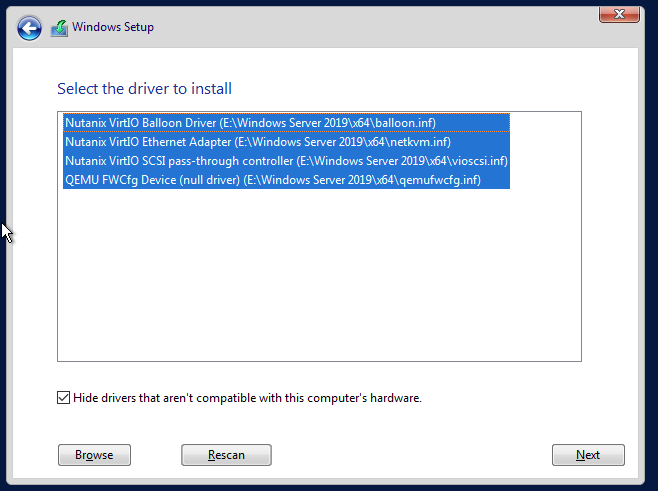 Windows Setup
Select the driver to install
Nutanix VirtIO Balloon Driver (E:\Windows Server 2019\x64\balloon.inf)
Nutanix VirtIO Ethernet Adapter (E:\Windows Server 2019\x64\netkvm.inf)
Nutanix VirtIO SCSI pass-through controller (E:\Windows Server 2019\x64\vioscsi.inf)
QEMU FWCfg Device (null driver) (E:\Windows Server 2019\x64\qemufwcfg.inf)
Hide drivers that aren't compatible with this computer's hardware.
Browse
Rescan
Next